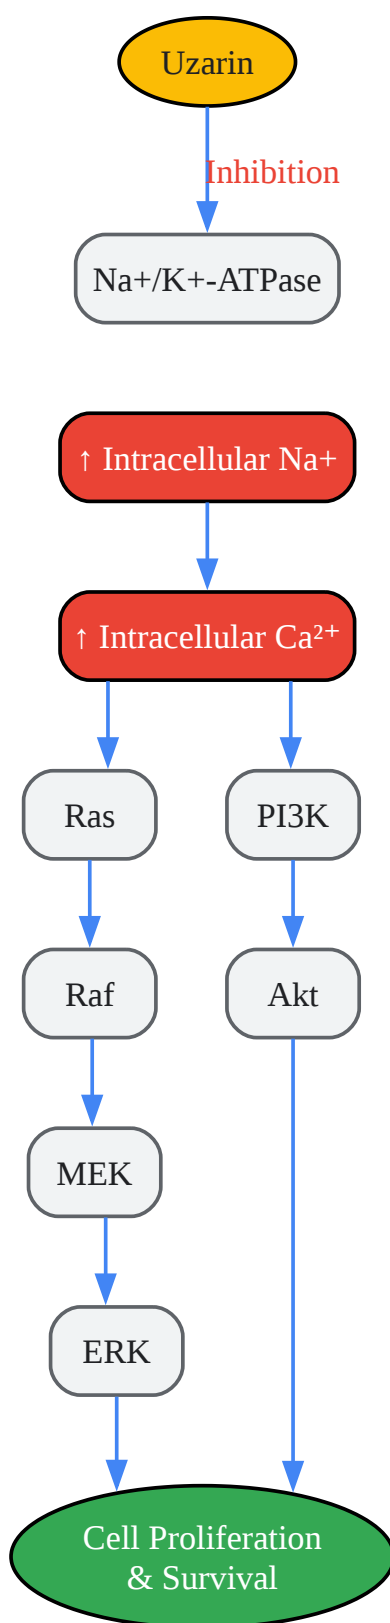 Uzarin
Inhibition
Na+/K+-ATPase
↑ Intracellular Na+
↑ Intracellular Ca²⁺
Ras
PI3K
Raf
Akt
MEK
ERK
Cell Proliferation
& Survival